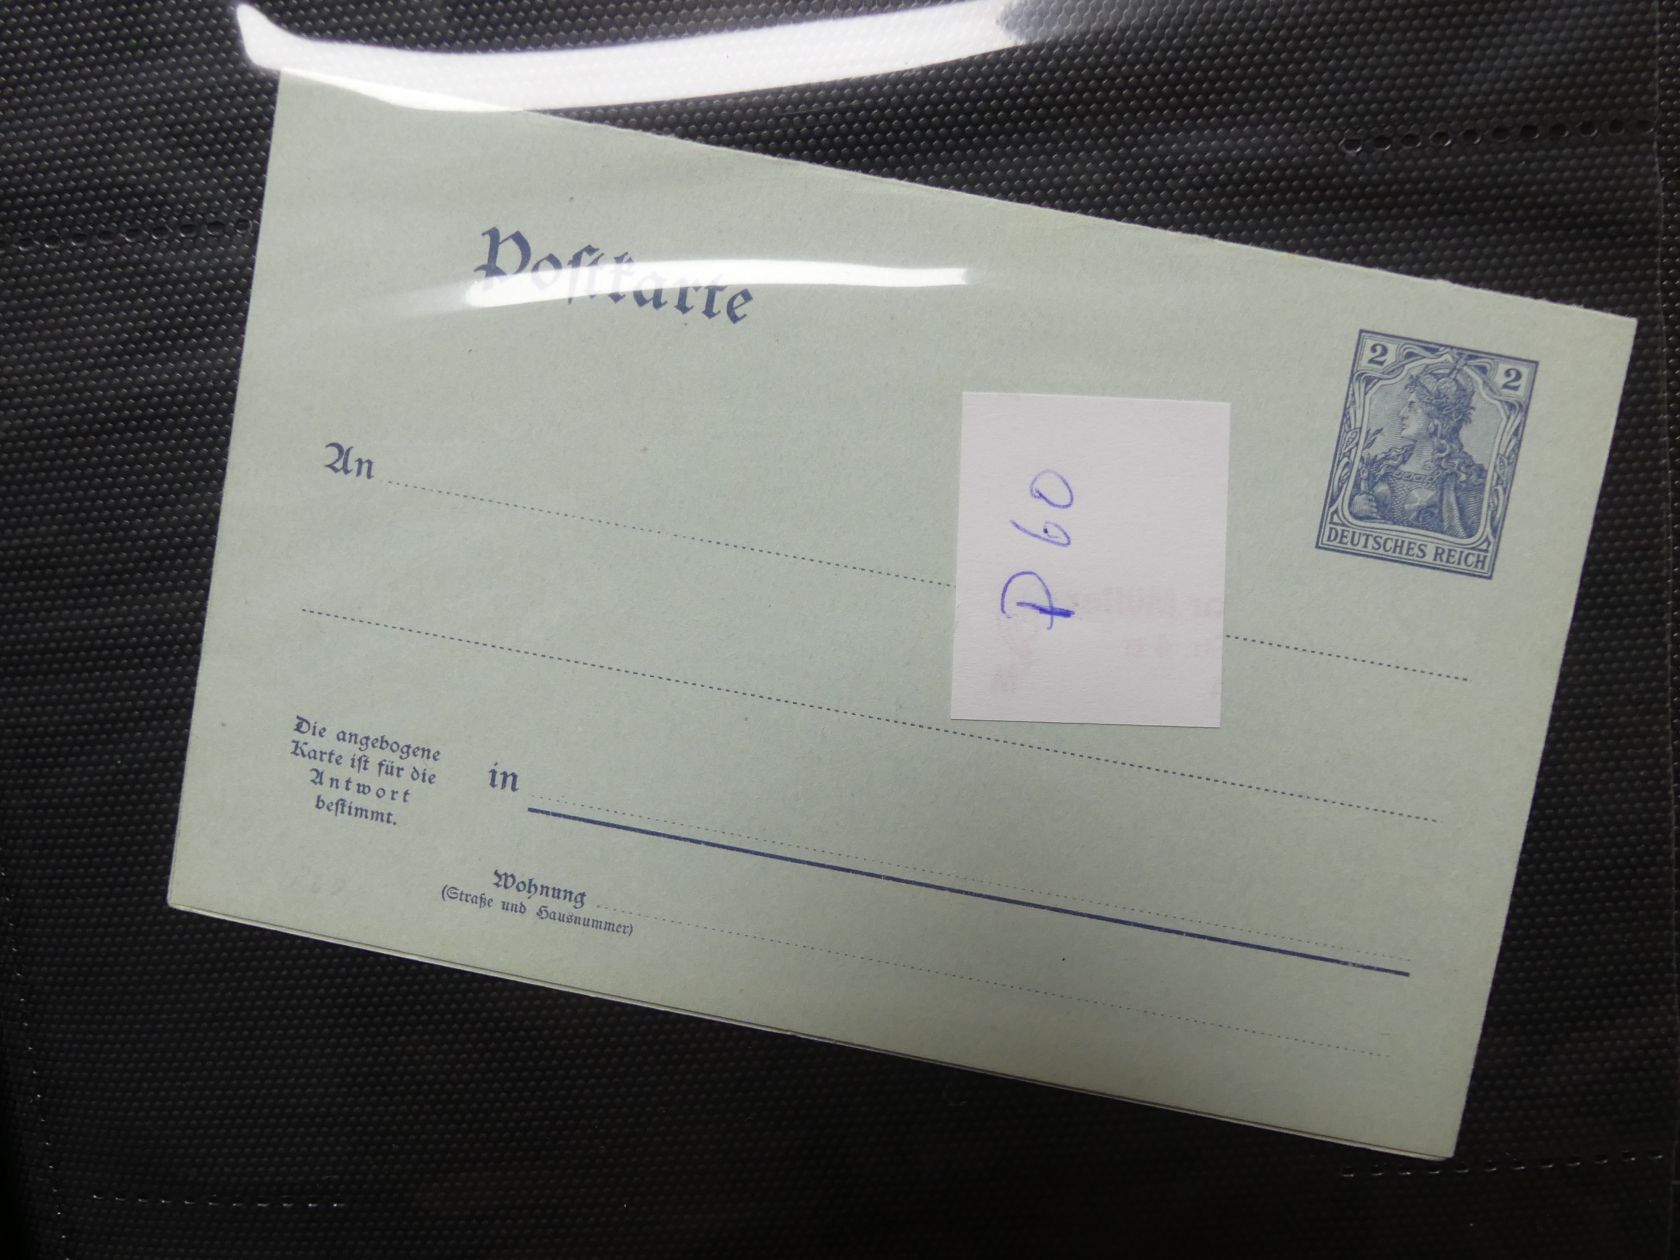 Postkarte
2 2
DEUTSCHES REICH
An
P 60
Die angebogene
Karte ist für die
Antwort
bestimmt.
in
Wohnung
(Straße und Hausnummer)